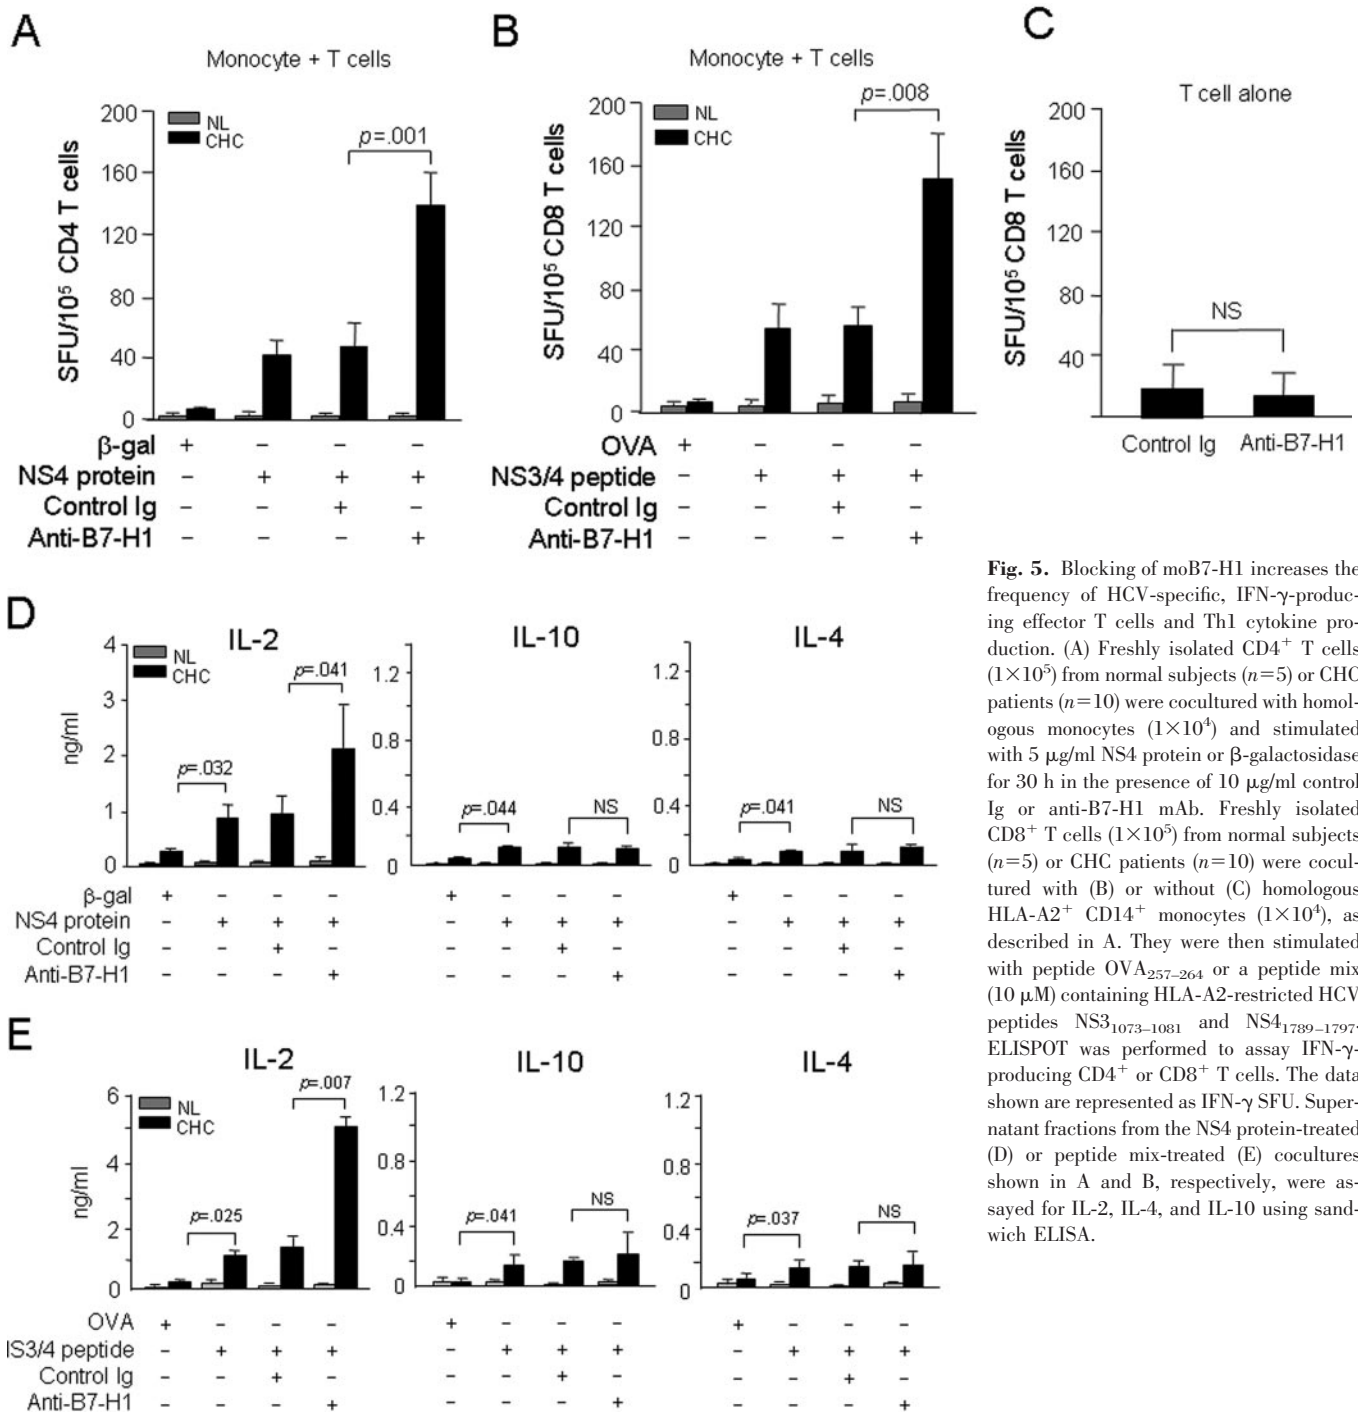 A
Monocyte + T cells
NL
CHC
p=.001
SFU/10⁵ CD4 T cells
200
160
120
80
40
0
β-gal + - - -
NS4 protein - + + +
Control Ig - - + -
Anti-B7-H1 - - - +
B
Monocyte + T cells
NL
CHC
p=.008
SFU/10⁵ CD8 T cells
200
160
120
80
40
0
OVA + - - -
NS3/4 peptide - + + +
Control Ig - - + -
Anti-B7-H1 - - - +
C
T cell alone
SFU/10⁵ CD8 T cells
200
160
120
80
40
NS
Control Ig Anti-B7-H1
D
IL-2
NL
CHC
p=.041
p=.032
ng/ml
4
3
2
1
0
IL-10
1.2
0.8
0.4
0
p=.044
NS
IL-4
1.2
0.8
0.4
0
p=.041
NS
β-gal + - - - + - - - + - - -
NS4 protein - + + + - + + + - + + +
Control Ig - - + - - - + - - - + -
Anti-B7-H1 - - - + - - - + - - - +
E
IL-2
NL
CHC
p=.007
p=.025
ng/ml
6
4
2
0
IL-10
1.2
0.8
0.4
0
p=.041
NS
IL-4
1.2
0.8
0.4
0
p=.037
NS
OVA + - - - + - - - + - - -
IS3/4 peptide - + + + - + + + - + + +
Control Ig - - + - - - + - - - + -
Anti-B7-H1 - - - + - - - + - - - +
Fig. 5. Blocking of moB7-H1 increases the
frequency of HCV-specific, IFN-γ-produc-
ing effector T cells and Th1 cytokine pro-
duction. (A) Freshly isolated CD4⁺ T cells
(1×10⁵) from normal subjects (n=5) or CHC
patients (n=10) were cocultured with homol-
ogous monocytes (1×10⁴) and stimulated
with 5 μg/ml NS4 protein or β-galactosidase
for 30 h in the presence of 10 μg/ml control
Ig or anti-B7-H1 mAb. Freshly isolated
CD8⁺ T cells (1×10⁵) from normal subjects
(n=5) or CHC patients (n=10) were cocul-
tured with (B) or without (C) homologous
HLA-A2⁺ CD14⁺ monocytes (1×10⁴), as
described in A. They were then stimulated
with peptide OVA₂₅₇₋₂₆₄ or a peptide mix
(10 μM) containing HLA-A2-restricted HCV
peptides NS3₁₀₇₃₋₁₀₈₁ and NS4₁₇₈₉₋₁₇₉₇.
ELISPOT was performed to assay IFN-γ-
producing CD4⁺ or CD8⁺ T cells. The data
shown are represented as IFN-γ SFU. Super-
natant fractions from the NS4 protein-treated
(D) or peptide mix-treated (E) cocultures
shown in A and B, respectively, were as-
sayed for IL-2, IL-4, and IL-10 using sand-
wich ELISA.